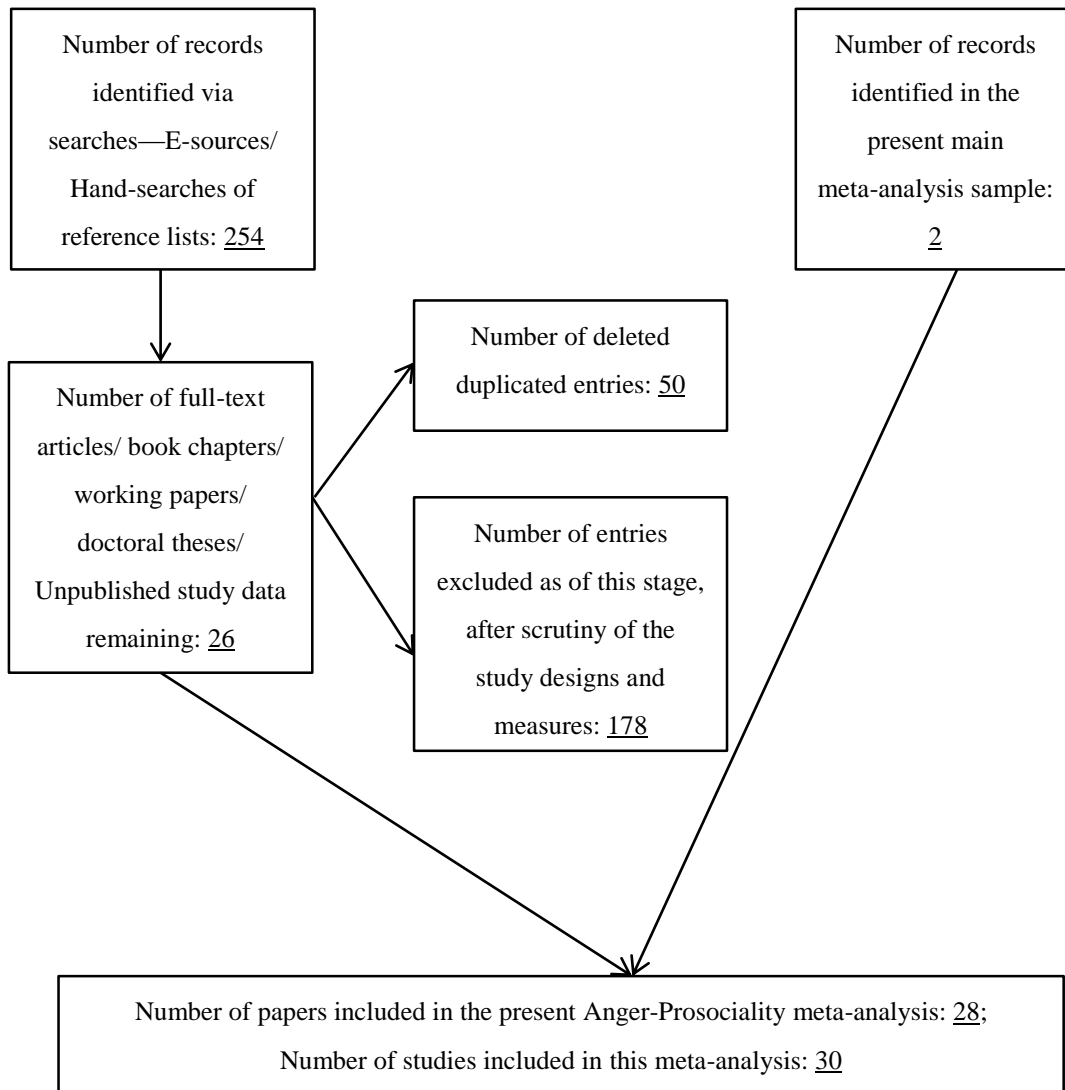 Number of records
identified via
searches—E-sources/
Hand-searches of
reference lists: 254
Number of records
identified in the
present main
meta-analysis sample:
2
Number of deleted
duplicated entries: 50
Number of full-text
articles/ book chapters/
working papers/
doctoral theses/
Unpublished study data
remaining: 26
Number of entries
excluded as of this stage,
after scrutiny of the
study designs and
measures: 178
Number of papers included in the present Anger-Prosociality meta-analysis: 28;
Number of studies included in this meta-analysis: 30